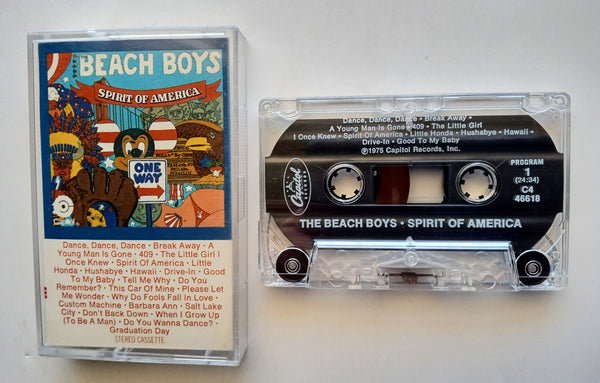 BEACH BOYS
SPIRIT OF AMERICA
ONE
WAY
Dance, Dance, Dance • Break Away • A
Young Man Is Gone • 409 • The Little Girl I
Once Knew • Spirit Of America • Little
Honda • Hushabye • Hawaii • Drive-In • Good
To My Baby • Tell Me Why • Do You
Remember? • This Car Of Mine • Please Let
Me Wonder • Why Do Fools Fall In Love •
Custom Machine • Barbara Ann • Salt Lake
City • Don't Back Down • When I Grow Up
(To Be A Man) • Do You Wanna Dance? •
Graduation Day
STEREO CASSETTE
Dance, Dance, Dance • Break Away •
A Young Man Is Gone • 409 • The Little Girl
I Once Knew • Spirit Of America • Little Honda • Hushabye • Hawaii •
Drive-In • Good To My Baby
©1975 Capitol Records, Inc.
Capitol
PROGRAM
1
(24:34)
C4
46618
THE BEACH BOYS • SPIRIT OF AMERICA